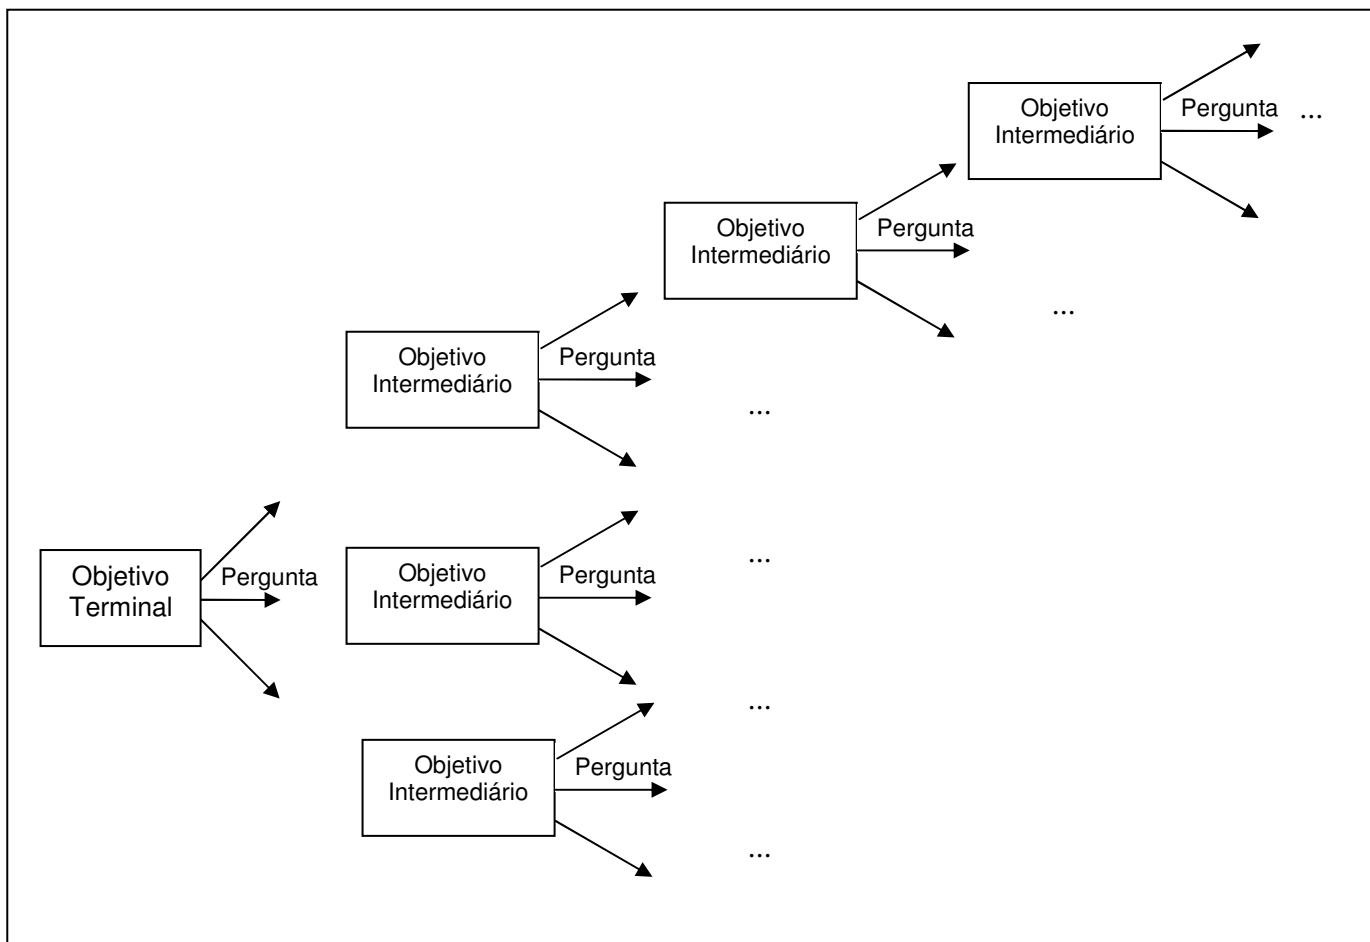 Objetivo
Intermediário
Pergunta
...
Objetivo
Intermediário
Pergunta
...
Objetivo
Intermediário
Pergunta
...
Objetivo
Terminal
Pergunta
Objetivo
Intermediário
Pergunta
...
...
Objetivo
Intermediário
Pergunta
...